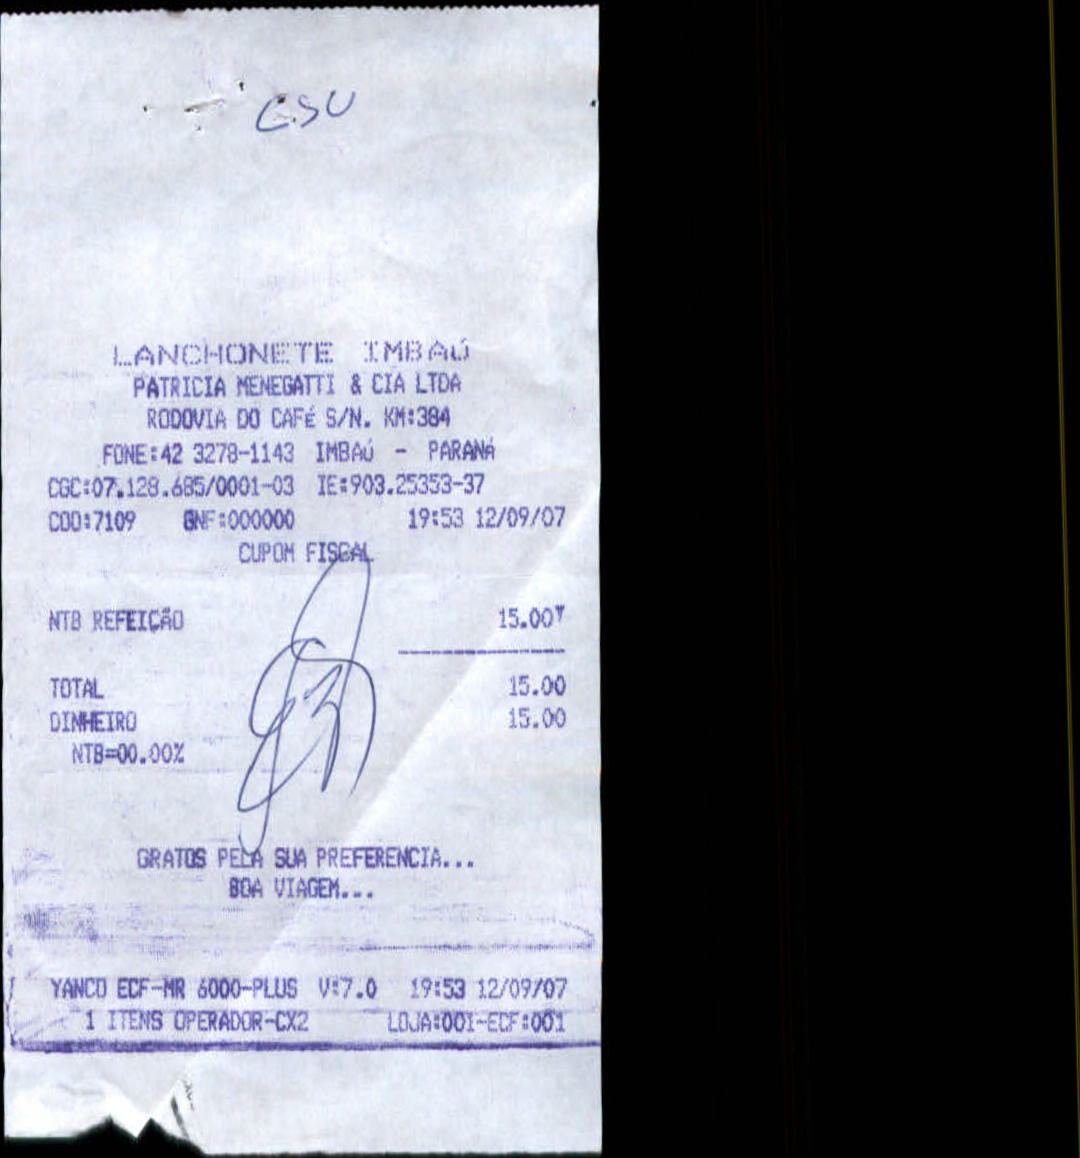 CSU
LANCHONETE IMBAÚ
PATRICIA MENEGATTI & CIA LTDA
RODOVIA DO CAFÉ S/N. KM:384
FONE:42 3278-1143 IMBAÚ - PARANÁ
CGC:07.128.685/0001-03 IE:903.25353-37
COO:7109 GNF:000000 19:53 12/09/07
CUPOM FISCAL
NTB REFEIÇÃO 15.00T
TOTAL 15.00
DINHEIRO 15.00
NTB=00.00%
GRATOS PELA SUA PREFERENCIA...
BOA VIAGEM...
YANCO ECF-MR 6000-PLUS V:7.0 19:53 12/09/07
1 ITENS OPERADOR-CX2 LOJA:001-ECF:001